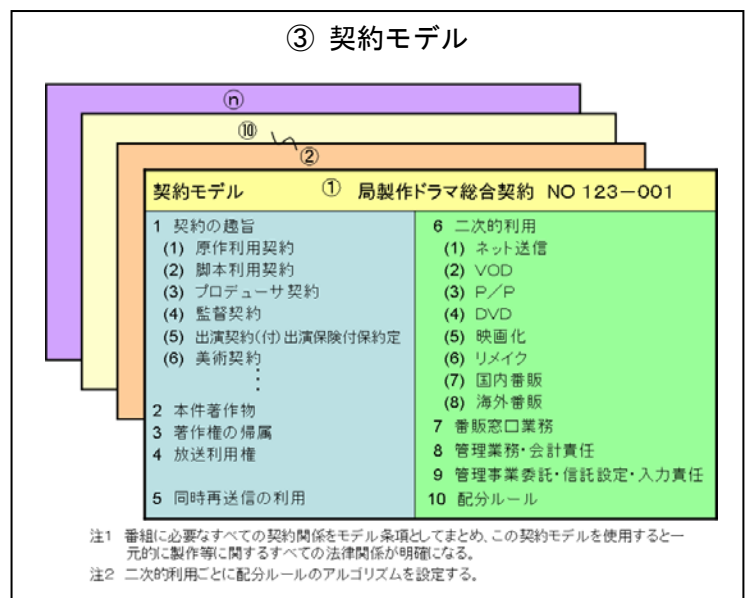 ③ 契約モデル
ⓝ
⑩
②
契約モデル ① 局製作ドラマ総合契約 NO 123－001
1 契約の趣旨
(1) 原作利用契約
(2) 脚本利用契約
(3) プロデューサ契約
(4) 監督契約
(5) 出演契約(付)出演保険付保約定
(6) 美術契約
⋮
2 本件著作物
3 著作権の帰属
4 放送利用権
5 同時再送信の利用
6 二次的利用
(1) ネット送信
(2) VOD
(3) P／P
(4) DVD
(5) 映画化
(6) リメイク
(7) 国内番販
(8) 海外番販
7 番販窓口業務
8 管理業務・会計責任
9 管理事業委託・信託設定・入力責任
10 配分ルール
注1 番組に必要なすべての契約関係をモデル条項としてまとめ、この契約モデルを使用すると一
元的に製作等に関するすべての法律関係が明確になる。
注2 二次的利用ごとに配分ルールのアルゴリズムを設定する。